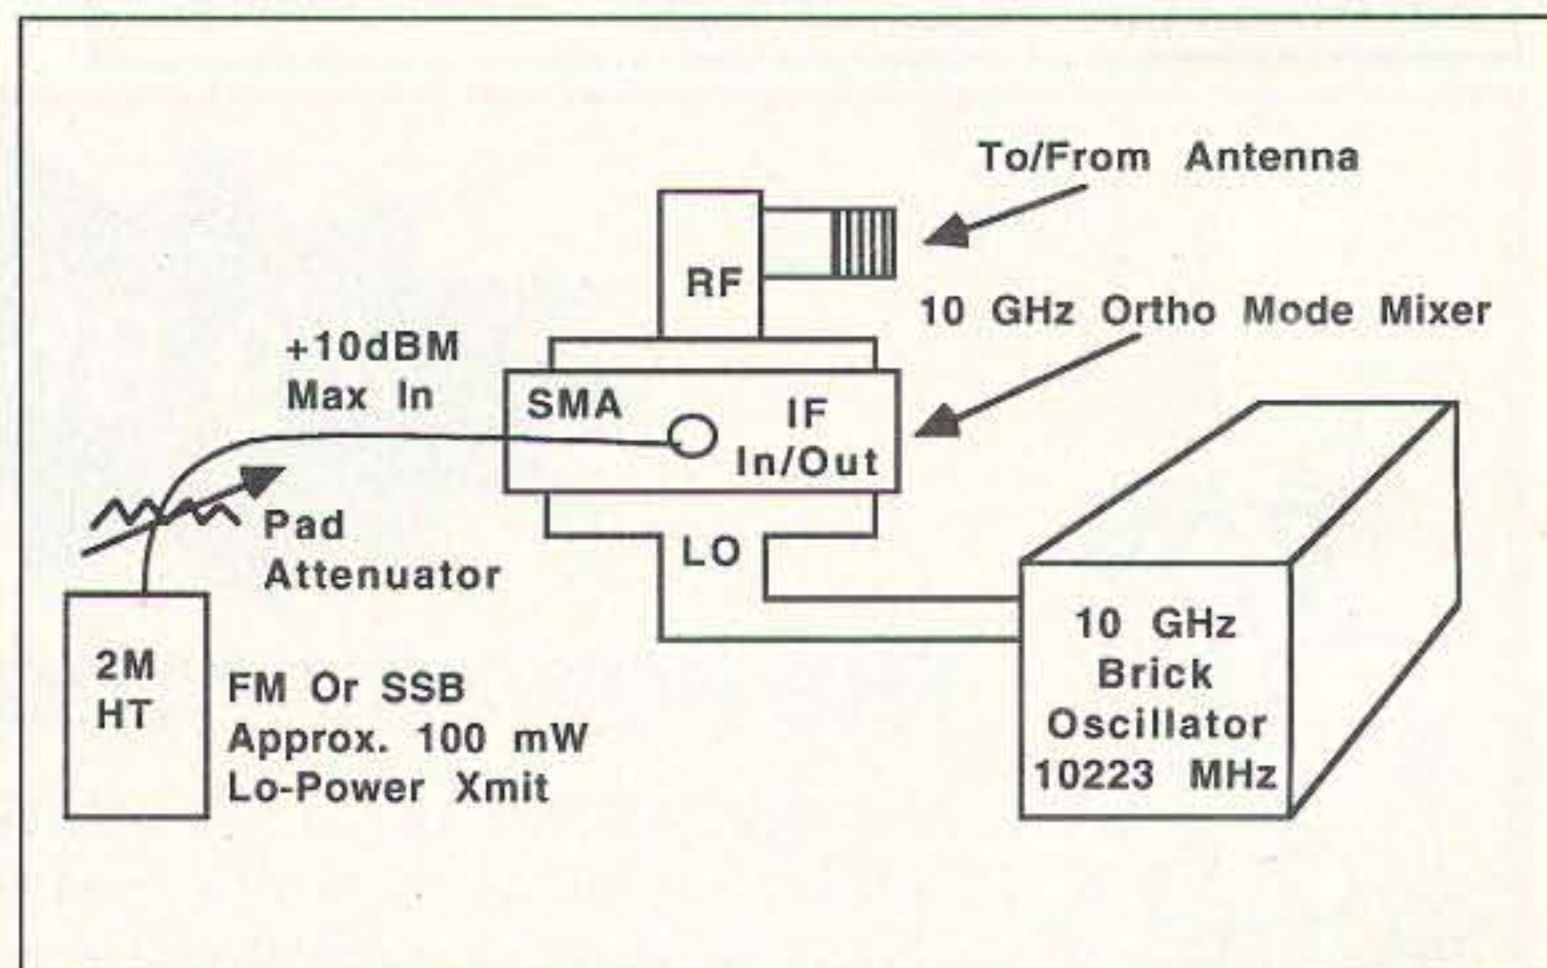 To/From Antenna
RF
10 GHz Ortho Mode Mixer
+10dBM
Max In
SMA
IF
In/Out
Pad
Attenuator
LO
2M
HT
FM Or SSB
Approx. 100 mW
Lo-Power Xmit
10 GHz
Brick
Oscillator
10223 MHz